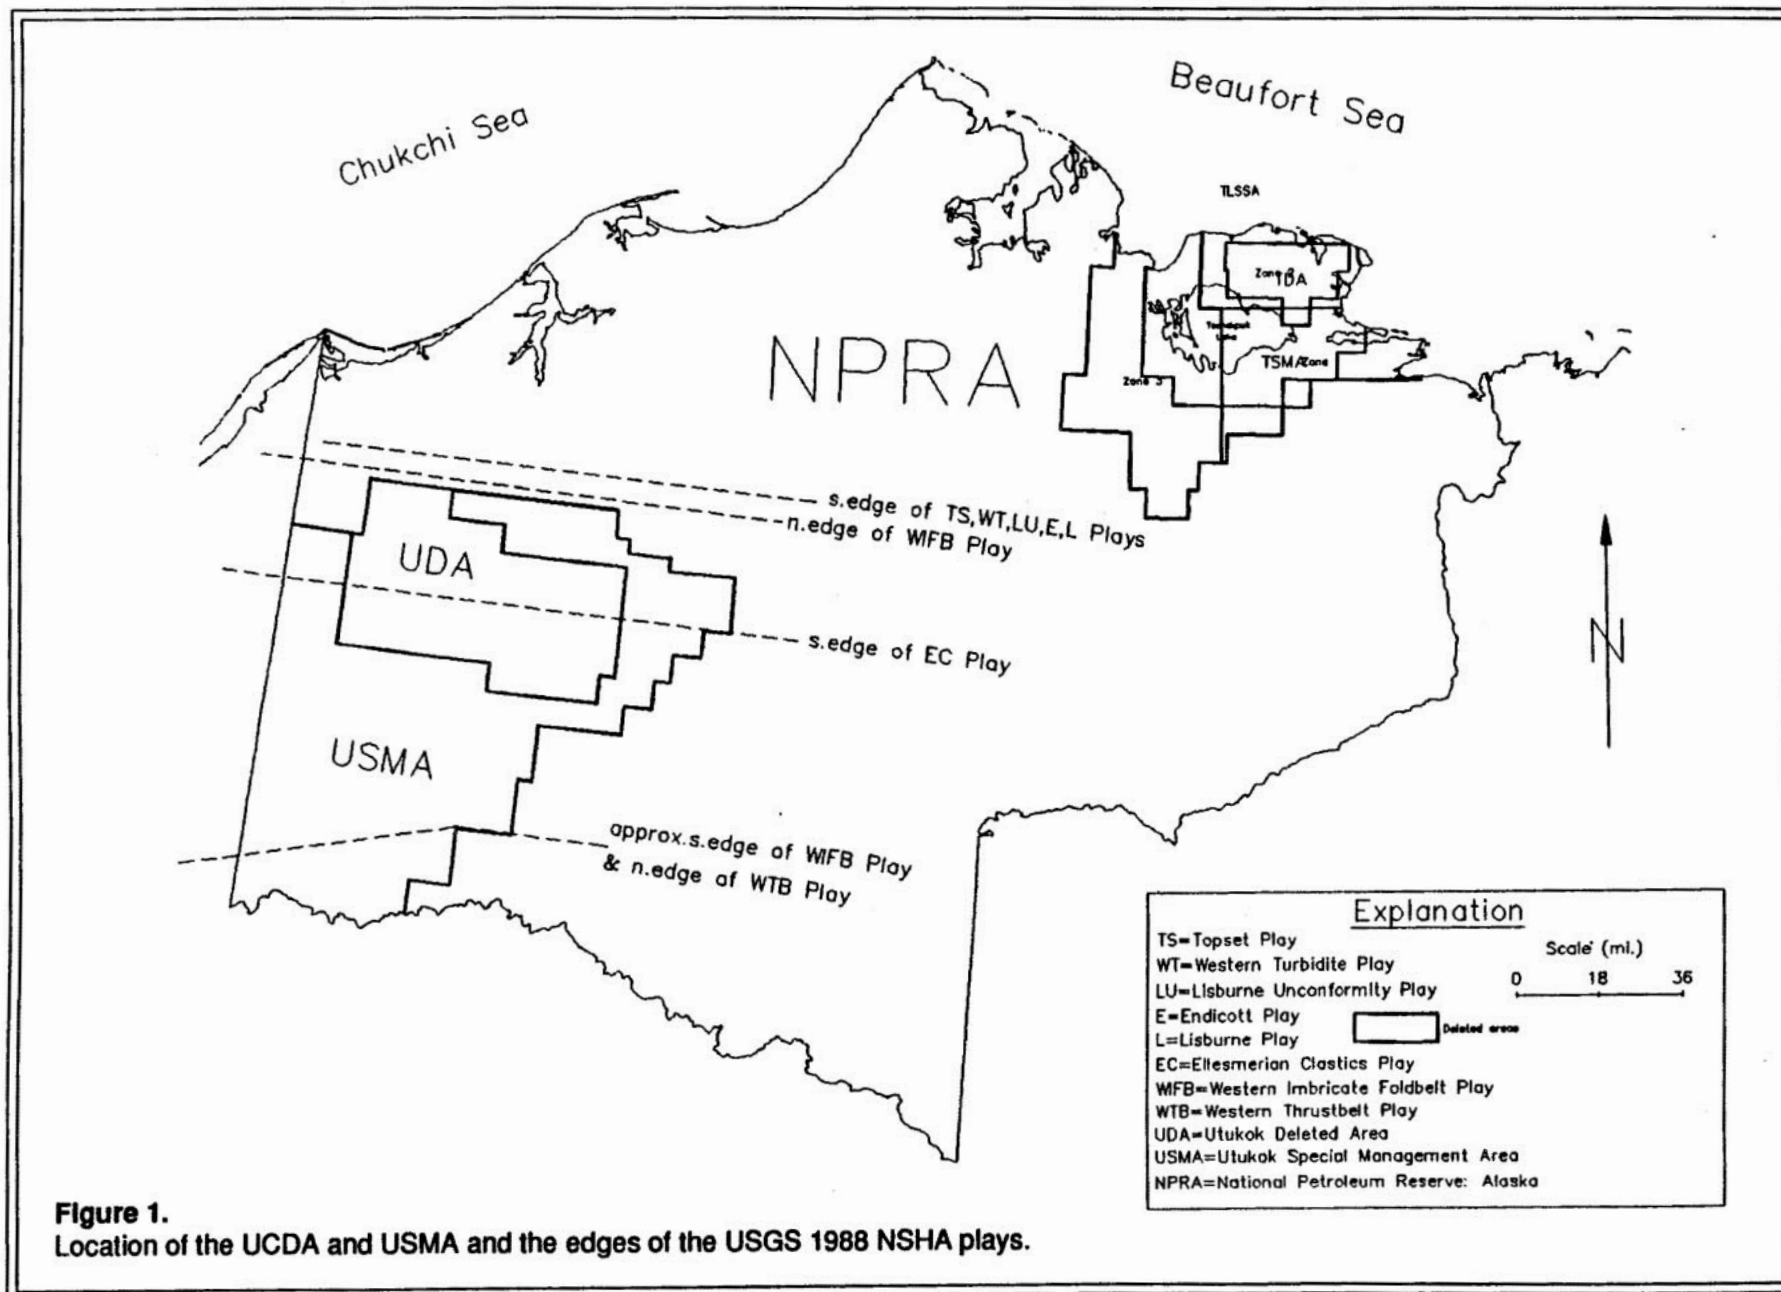 Chukchi Sea
Beaufort Sea
TLSSA
Zone
TDA
TSMA
Zone
Zone 3
NPRA
s.edge of TS,WT,LU,E,L Plays
n.edge of WIFB Play
UDA
s.edge of EC Play
USMA
approx.s.edge of WIFB Play
& n.edge of WTB Play
N
Explanation
TS=Topset Play
WT=Western Turbidite Play
LU=Lisburne Unconformity Play
E=Endicott Play
L=Lisburne Play
EC=Ellesmerian Clastics Play
WIFB=Western Imbricate Foldbelt Play
WTB=Western Thrustbelt Play
UDA=Utukok Deleted Area
USMA=Utukok Special Management Area
NPRA=National Petroleum Reserve: Alaska
Scale (mi.)
0 18 36
Deleted areas
Figure 1.
Location of the UCDA and USMA and the edges of the USGS 1988 NSHA plays.